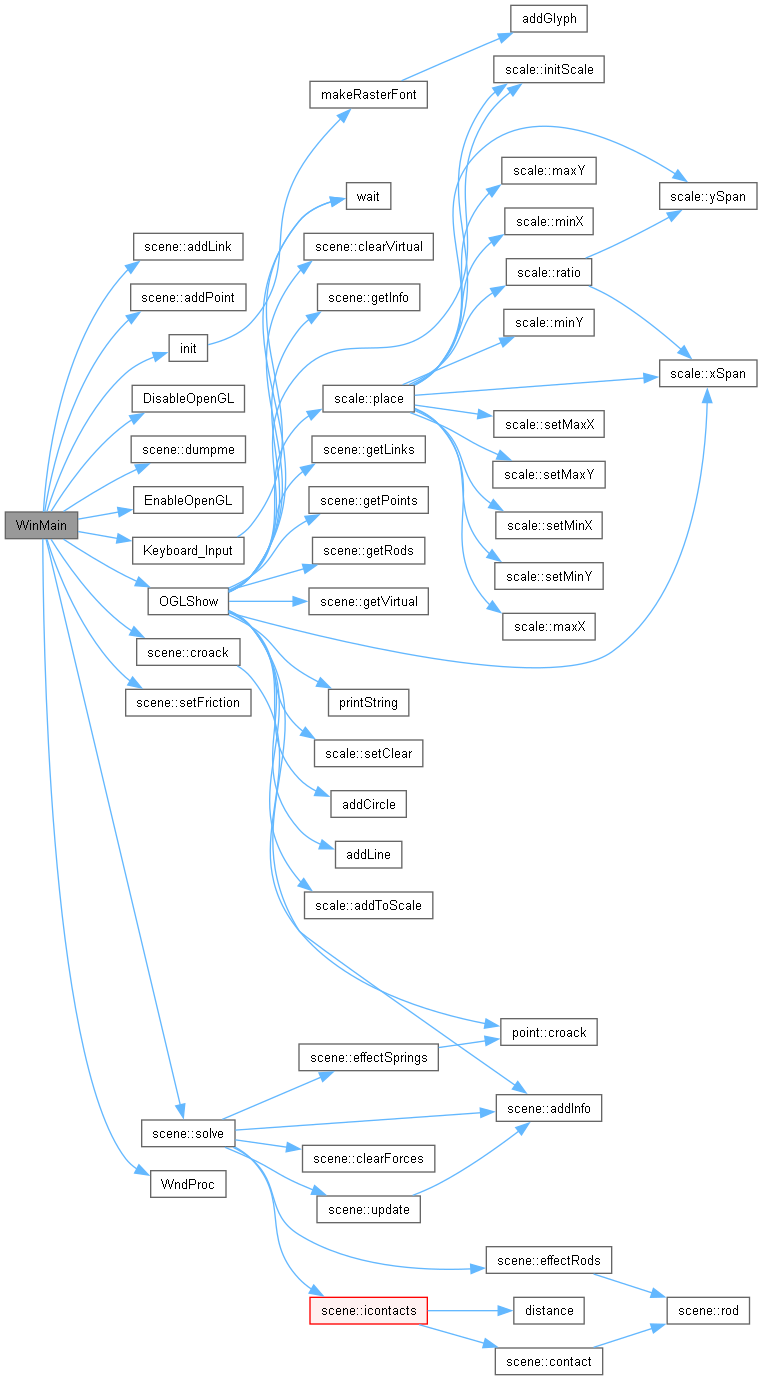 addGlyph
scale::initScale
makeRasterFont
scale::maxY
wait
scale::ySpan
scale::minX
scene::addLink
scene::clearVirtual
scale::ratio
scene::addPoint
scene::getInfo
scale::minY
init
scale::xSpan
DisableOpenGL
scale::place
scale::setMaxX
scene::dumpme
scene::getLinks
scale::setMaxY
EnableOpenGL
scene::getPoints
WinMain
scale::setMinX
Keyboard_Input
scene::getRods
scale::setMinY
OGLShow
scene::getVirtual
scale::maxX
scene::croack
scene::setFriction
printString
scale::setClear
addCircle
addLine
scale::addToScale
point::croack
scene::effectSprings
scene::addInfo
scene::solve
scene::clearForces
WndProc
scene::update
scene::effectRods
scene::icontacts
distance
scene::rod
scene::contact